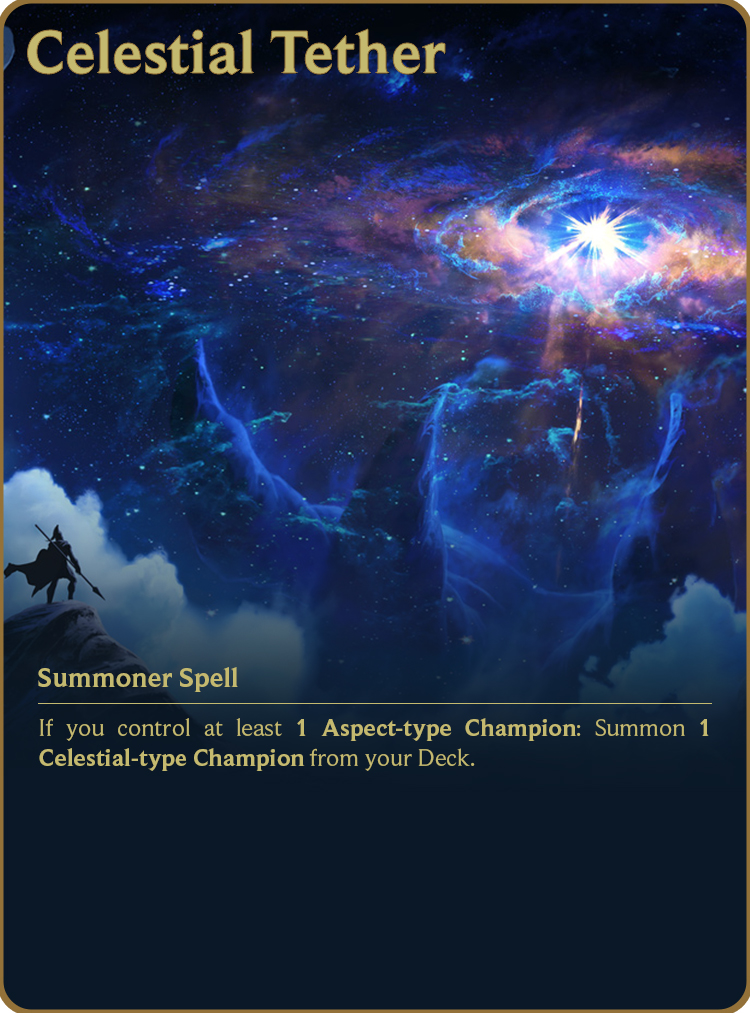 Celestial Tether
Summoner Spell
If you control at least 1 Aspect-type Champion: Summon 1
Celestial-type Champion from your Deck.